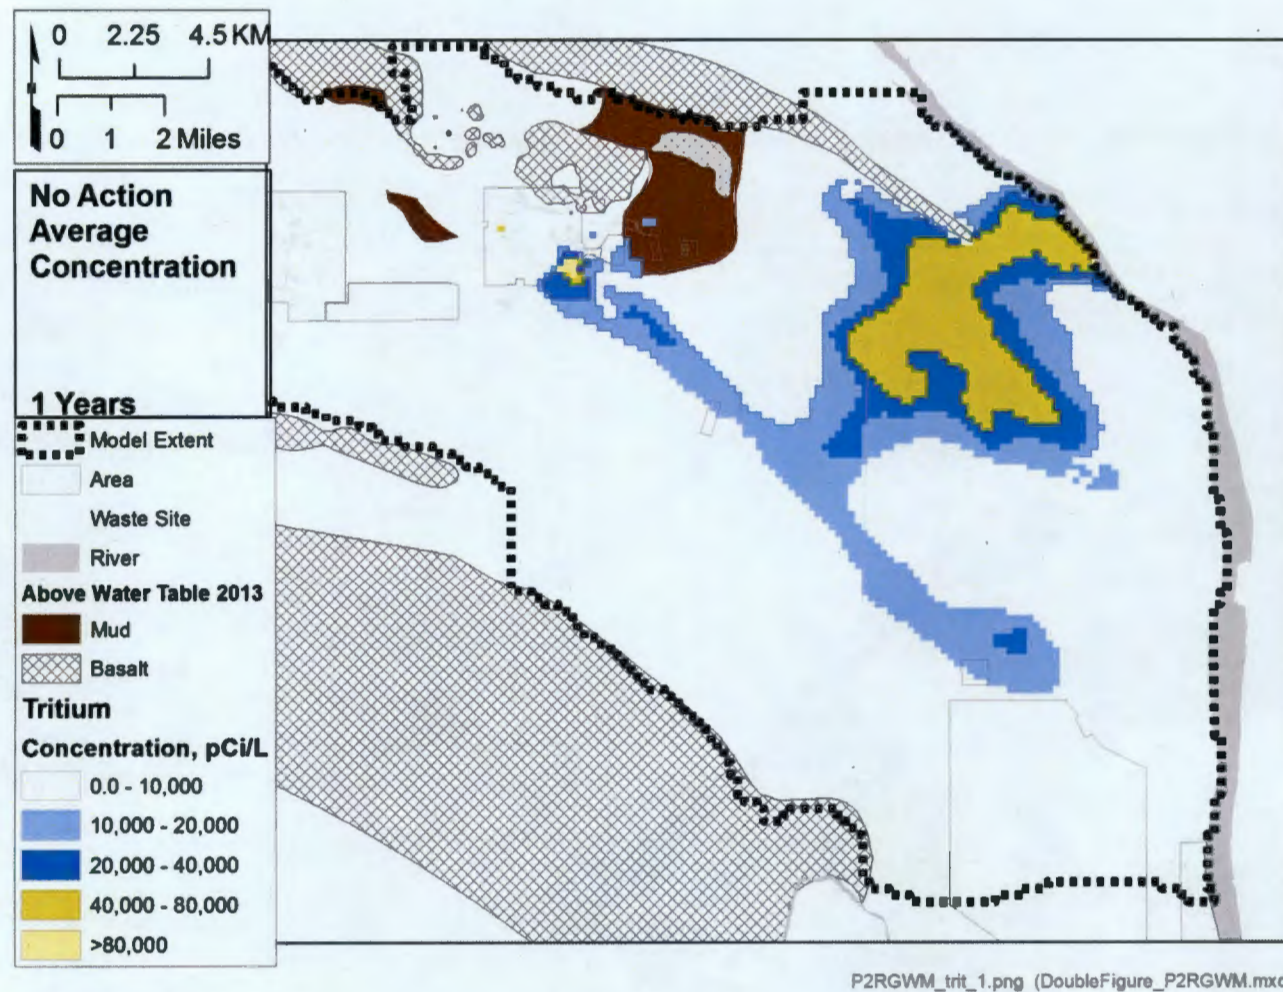 0 2.25 4.5 KM
0 1 2 Miles
No Action
Average
Concentration
1 Years
Model Extent
Area
Waste Site
River
Above Water Table 2013
Mud
Basalt
Tritium
Concentration, pCi/L
0.0 - 10,000
10,000 - 20,000
20,000 - 40,000
40,000 - 80,000
>80,000
P2RGWM_trit_1.png (DoubleFigure_P2RGWM.mxd